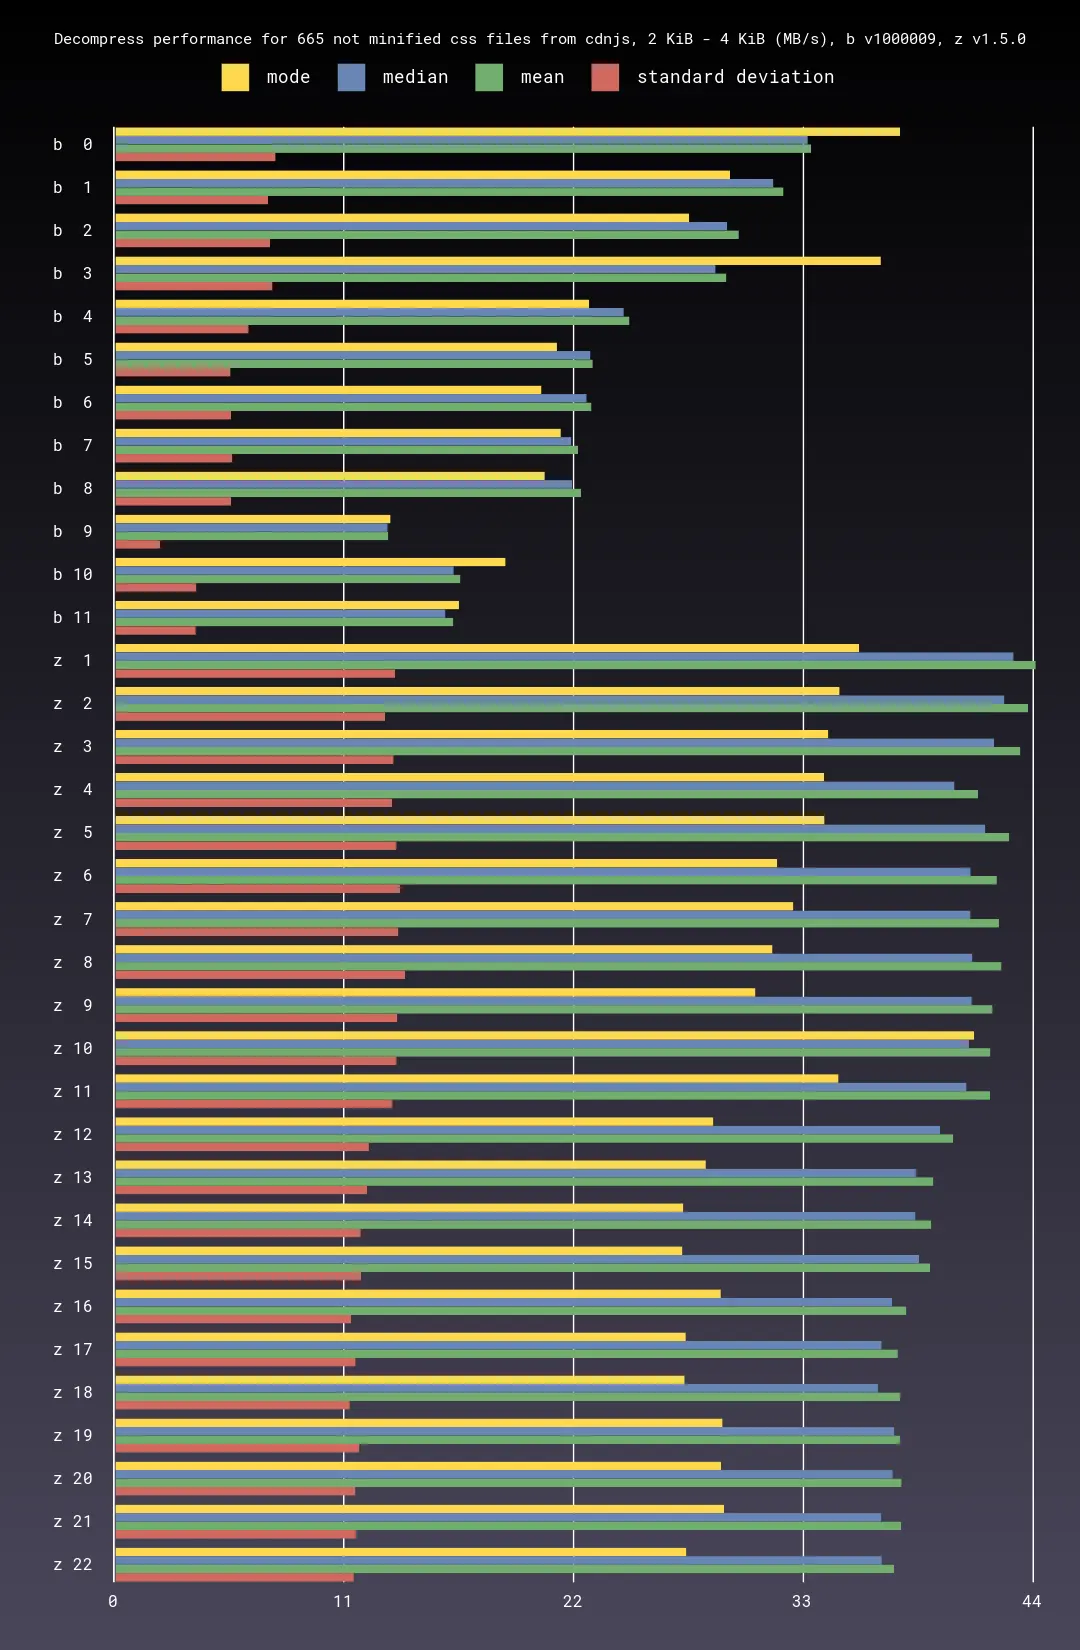 Decompress performance for 665 not minified css files from cdnjs, 2 KiB - 4 KiB (MB/s), b v1000009, z v1.5.0
mode median mean standard deviation
b 0
b 1
b 2
b 3
b 4
b 5
b 6
b 7
b 8
b 9
b 10
b 11
z 1
z 2
z 3
z 4
z 5
z 6
z 7
z 8
z 9
z 10
z 11
z 12
z 13
z 14
z 15
z 16
z 17
z 18
z 19
z 20
z 21
z 22
0 11 22 33 44